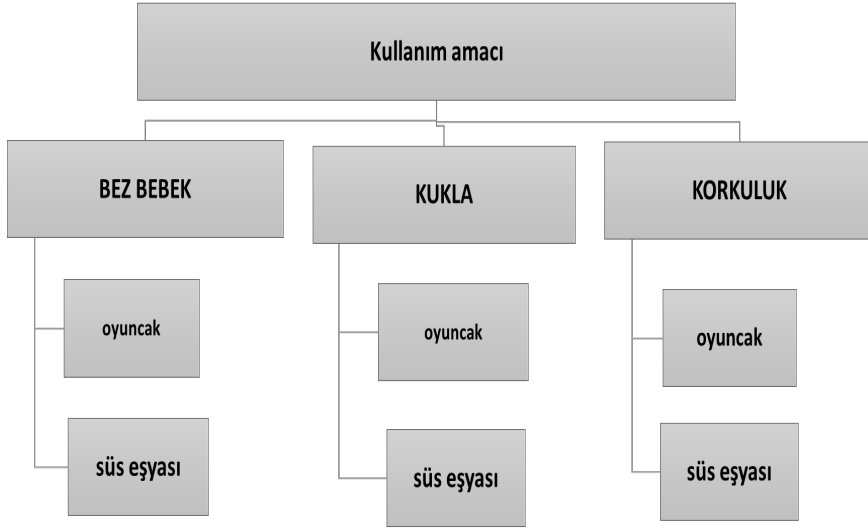 Kullanım amacı
BEZ BEBEK
KUKLA
KORKULUK
oyuncak
oyuncak
oyuncak
süs eşyası
süs eşyası
süs eşyası